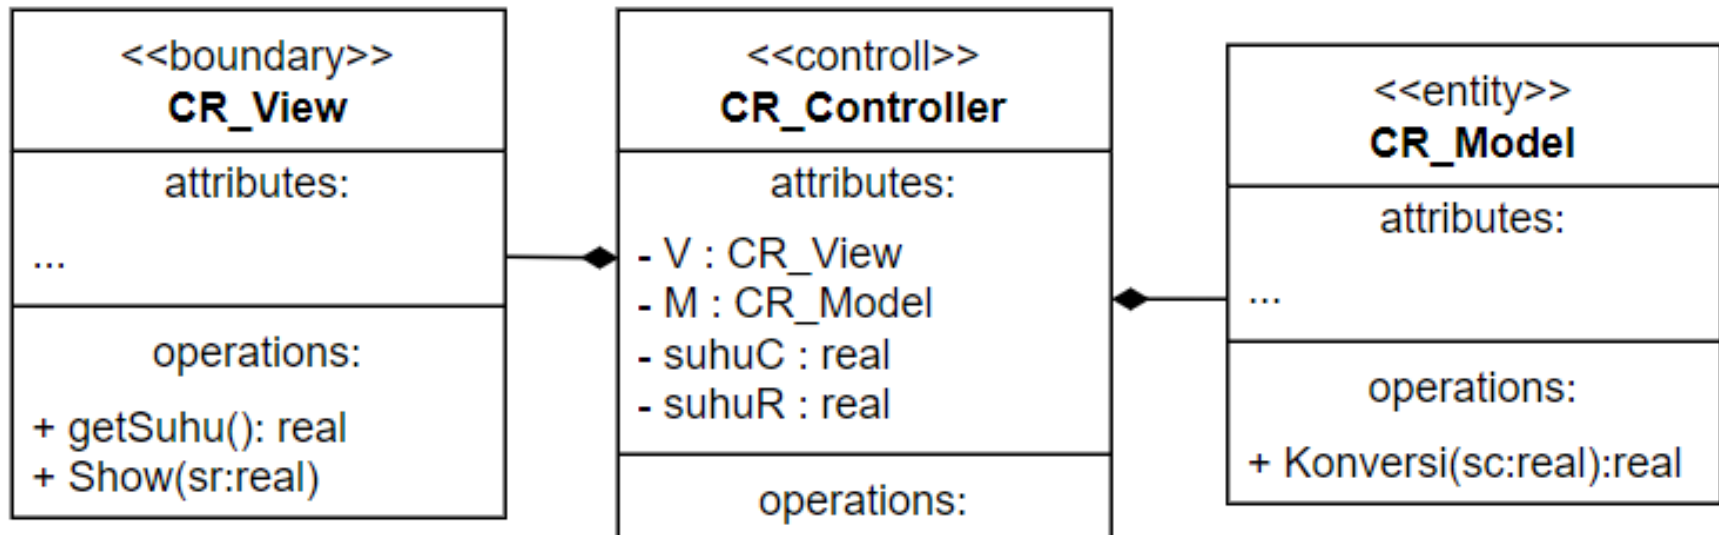 <<boundary>>
CR_View
attributes:
...
operations:
+ getSuhu(): real
+ Show(sr:real)
<<controll>>
CR_Controller
attributes:
- V : CR_View
- M : CR_Model
- suhuC : real
- suhuR : real
operations:
<<entity>>
CR_Model
attributes:
...
operations:
+ Konversi(sc:real):real